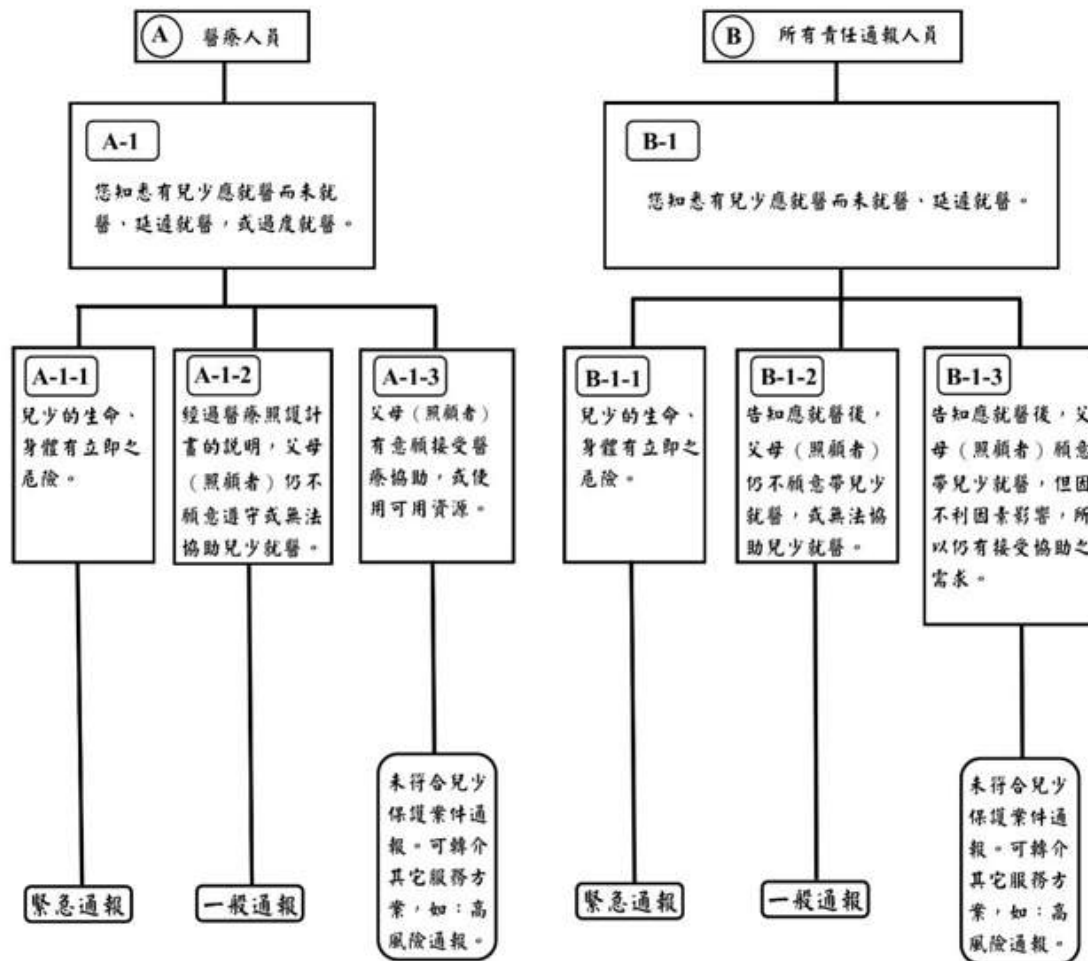 A 醫療人員
A-1
您知悉有兒少應就醫而未就
醫、延遲就醫，或過度就醫。
A-1-1
兒少的生命、
身體有立即之
危險。
緊急通報
A-1-2
經過醫療照護計
畫的說明，父母
（照顧者）仍不
願意遵守或無法
協助兒少就醫。
一般通報
A-1-3
父母（照顧者）
有意願接受醫
療協助，或使
用可用資源。
未符合兒少
保護案件通
報。可轉介
其它服務方
案，如：高
風險通報。
B 所有責任通報人員
B-1
您知悉有兒少應就醫而未就醫、延遲就醫。
B-1-1
兒少的生命、
身體有立即之
危險。
緊急通報
B-1-2
告知應就醫後，
父母（照顧者）
仍不願意帶兒少
就醫，或無法協
助兒少就醫。
一般通報
B-1-3
告知應就醫後，父
母（照顧者）願意
帶兒少就醫，但因
不利因素影響，所
以仍有接受協助之
需求。
未符合兒少
保護案件通
報。可轉介
其它服務方
案，如：高
風險通報。